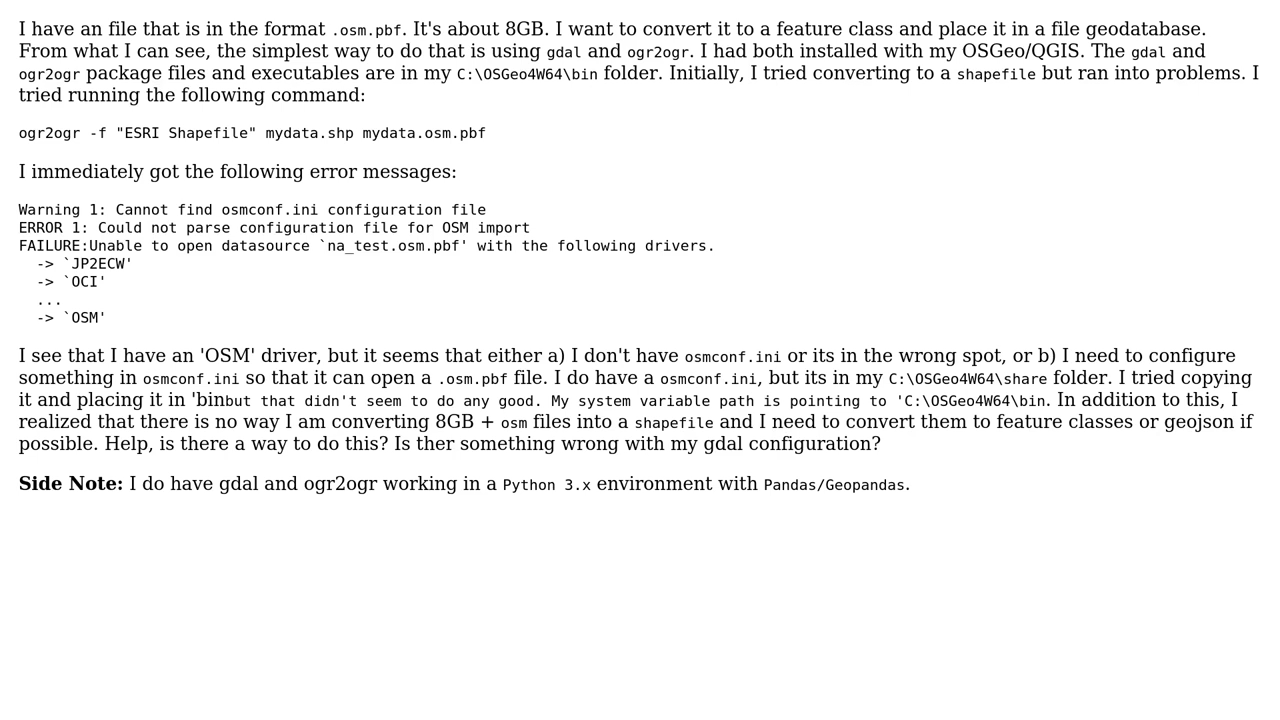 I have an file that is in the format .osm.pbf. It's about 8GB. I want to convert it to a feature class and place it in a file geodatabase.
From what I can see, the simplest way to do that is using gdal and ogr2ogr. I had both installed with my OSGeo/QGIS. The gdal and
ogr2ogr package files and executables are in my C:\OSGeo4W64\bin folder. Initially, I tried converting to a shapefile but ran into problems. I
tried running the following command:
ogr2ogr -f "ESRI Shapefile" mydata.shp mydata.osm.pbf
I immediately got the following error messages:
Warning 1: Cannot find osmconf.ini configuration file
ERROR 1: Could not parse configuration file for OSM import
FAILURE:Unable to open datasource `na_test.osm.pbf' with the following drivers.
-> `JP2ECW'
-> `OCI'
...
-> `OSM'
I see that I have an 'OSM' driver, but it seems that either a) I don't have osmconf.ini or its in the wrong spot, or b) I need to configure
something in osmconf.ini so that it can open a .osm.pbf file. I do have a osmconf.ini, but its in my C:\OSGeo4W64\share folder. I tried copying
it and placing it in 'binbut that didn't seem to do any good. My system variable path is pointing to 'C:\OSGeo4W64\bin. In addition to this, I
realized that there is no way I am converting 8GB + osm files into a shapefile and I need to convert them to feature classes or geojson if
possible. Help, is there a way to do this? Is ther something wrong with my gdal configuration?
Side Note: I do have gdal and ogr2ogr working in a Python 3.x environment with Pandas/Geopandas.